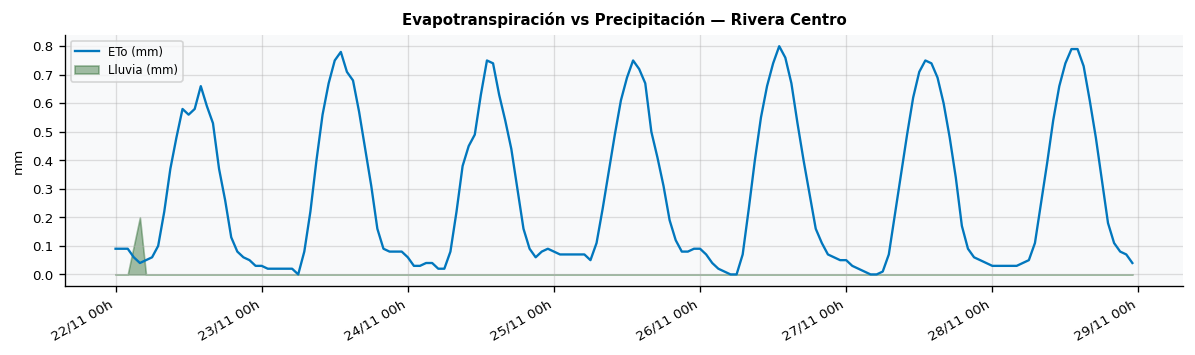 Evapotranspiración vs Precipitación — Rivera Centro
ETo (mm)
Lluvia (mm)
mm
0.8
0.7
0.6
0.5
0.4
0.3
0.2
0.1
0.0
22/11 00h
23/11 00h
24/11 00h
25/11 00h
26/11 00h
27/11 00h
28/11 00h
29/11 00h